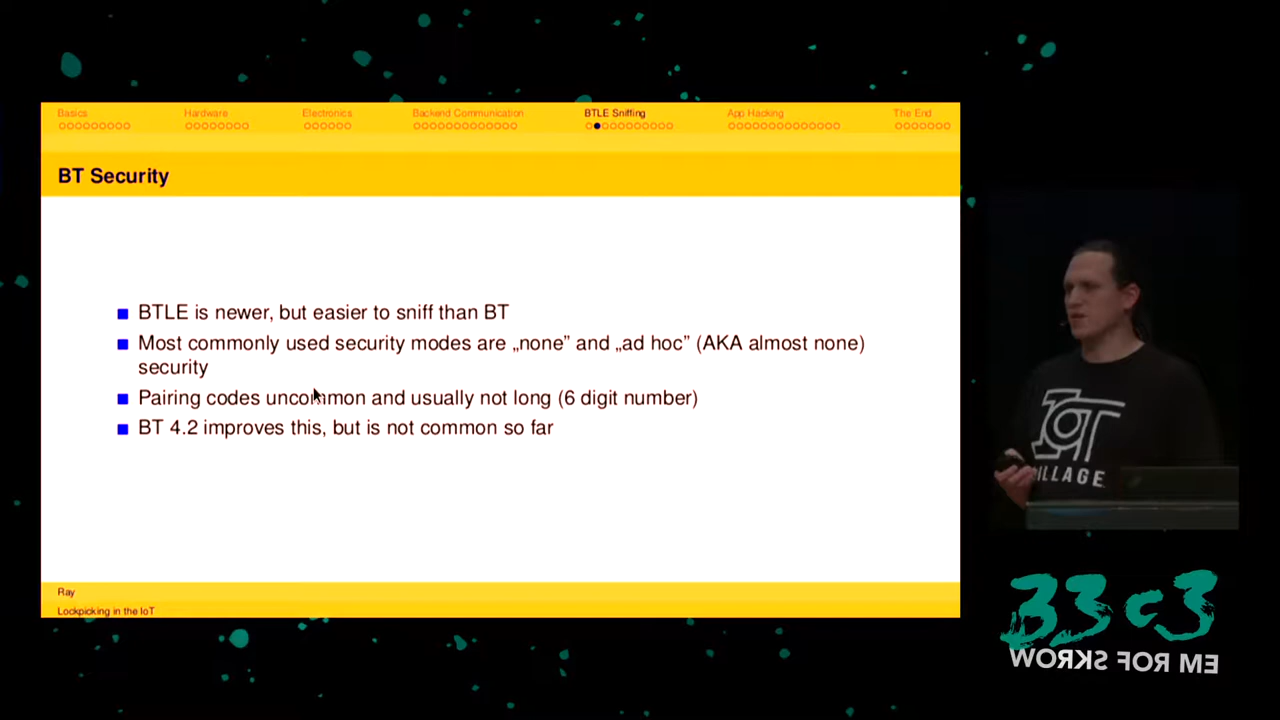 Basics Hardware Electronics Backend Communication BTLE Sniffing App Hacking The End
BT Security
BTLE is newer, but easier to sniff than BT
Most commonly used security modes are „none” and „ad hoc” (AKA almost none)
security
Pairing codes uncommon and usually not long (6 digit number)
BT 4.2 improves this, but is not common so far
Ray
Lockpicking in the IoT
IOT
ILLAGE
33c3
WORKS FOR ME